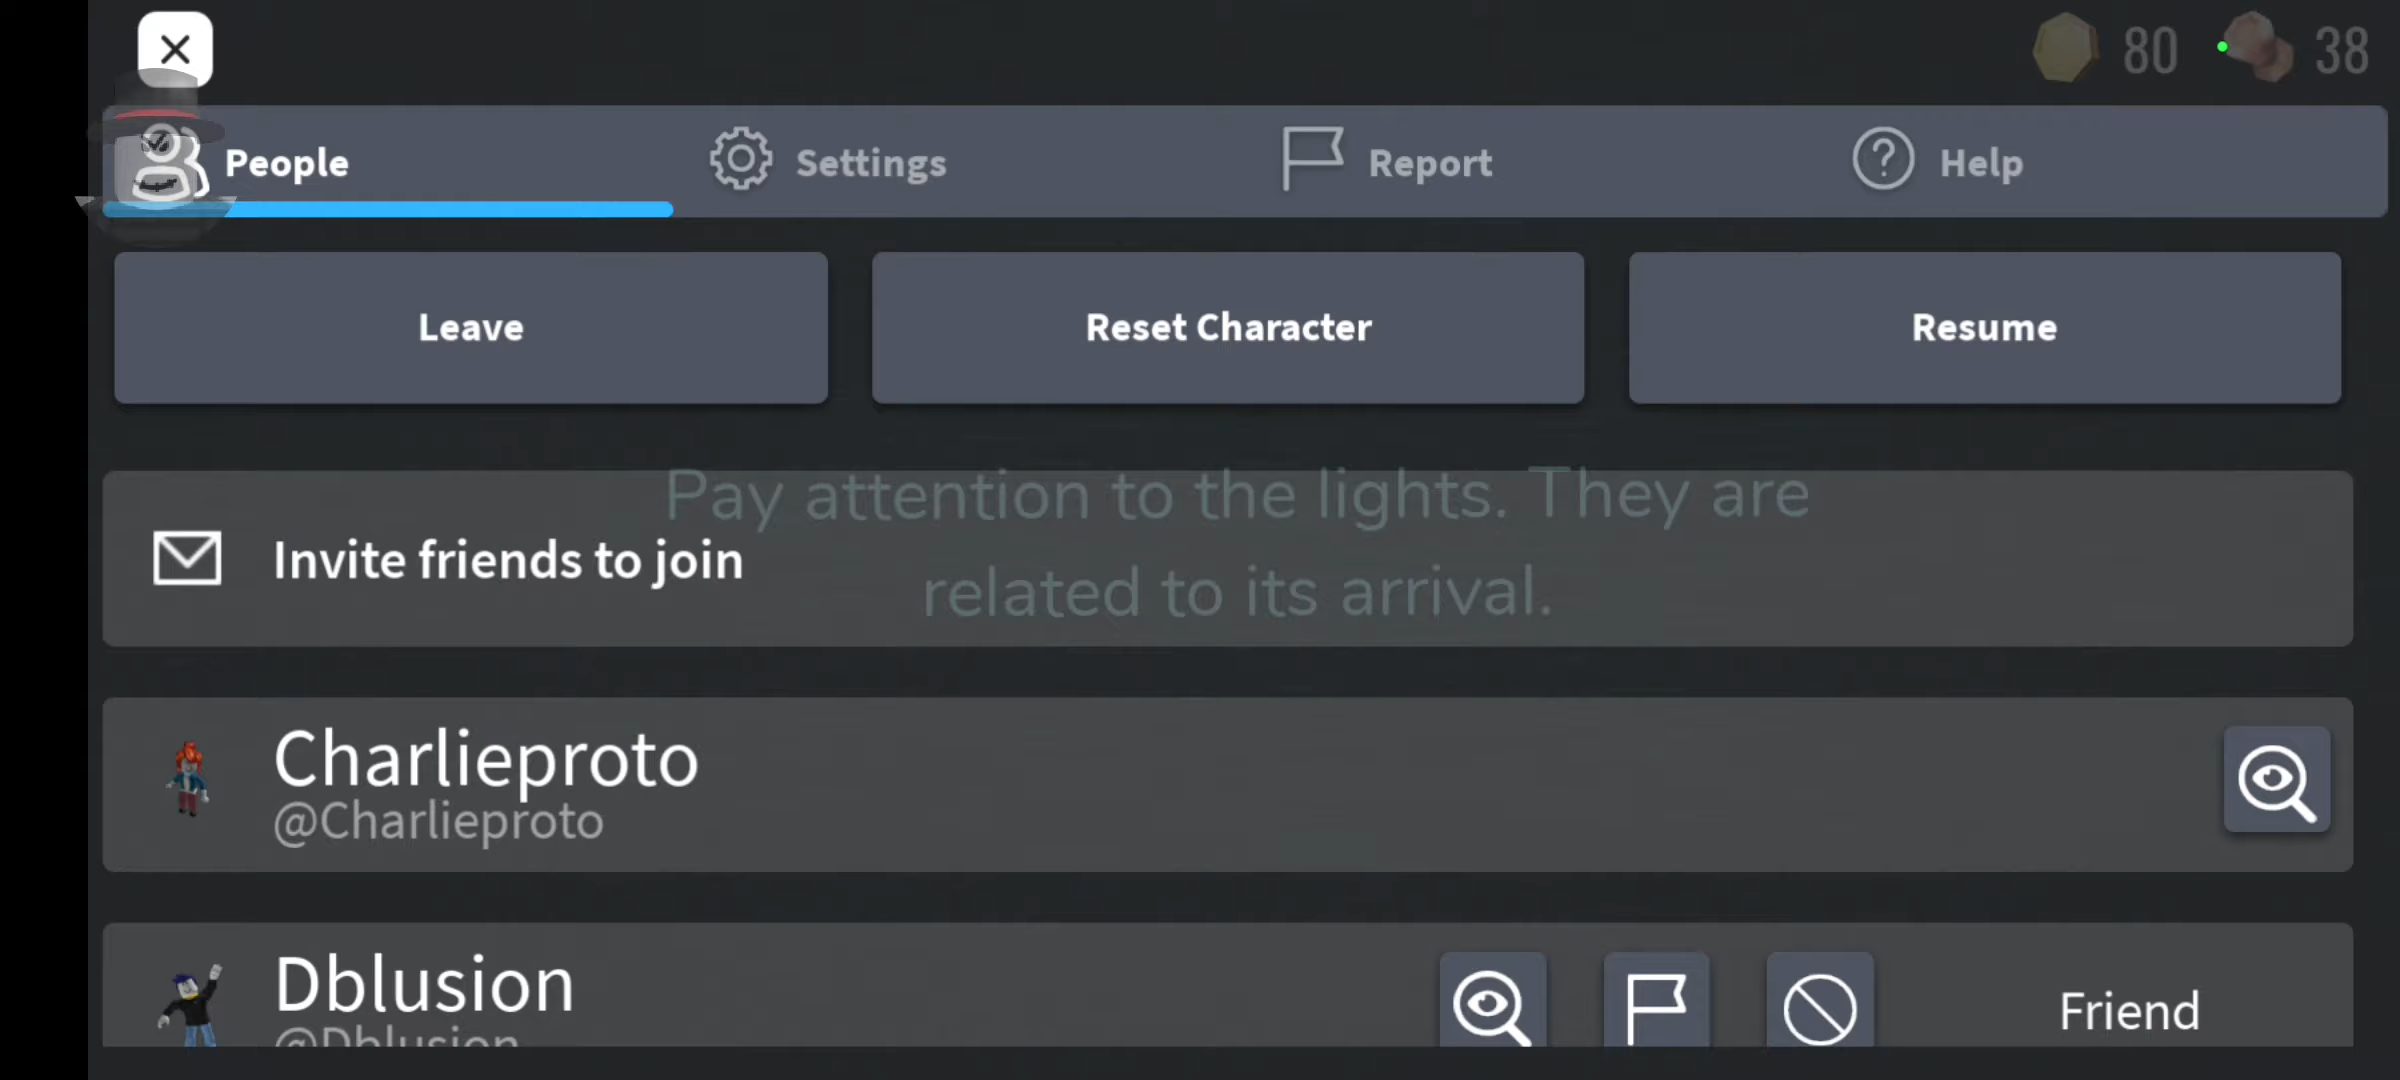 80
38
People
Settings
Report
Help
Leave
Reset Character
Resume
Pay attention to the lights. They are
related to its arrival.
Invite friends to join
Charlieproto
@Charlieproto
Dblusion
@Dblusion
Friend